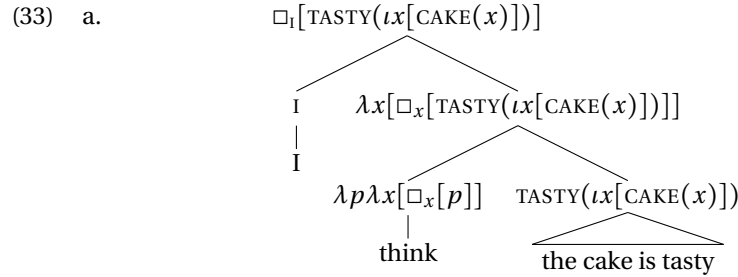 (33) a. □I[TASTY(ιx[CAKE(x)])]
I λx[□x[TASTY(ιx[CAKE(x)])]]
I
λpλx[□x[p]] TASTY(ιx[CAKE(x)])
think the cake is tasty